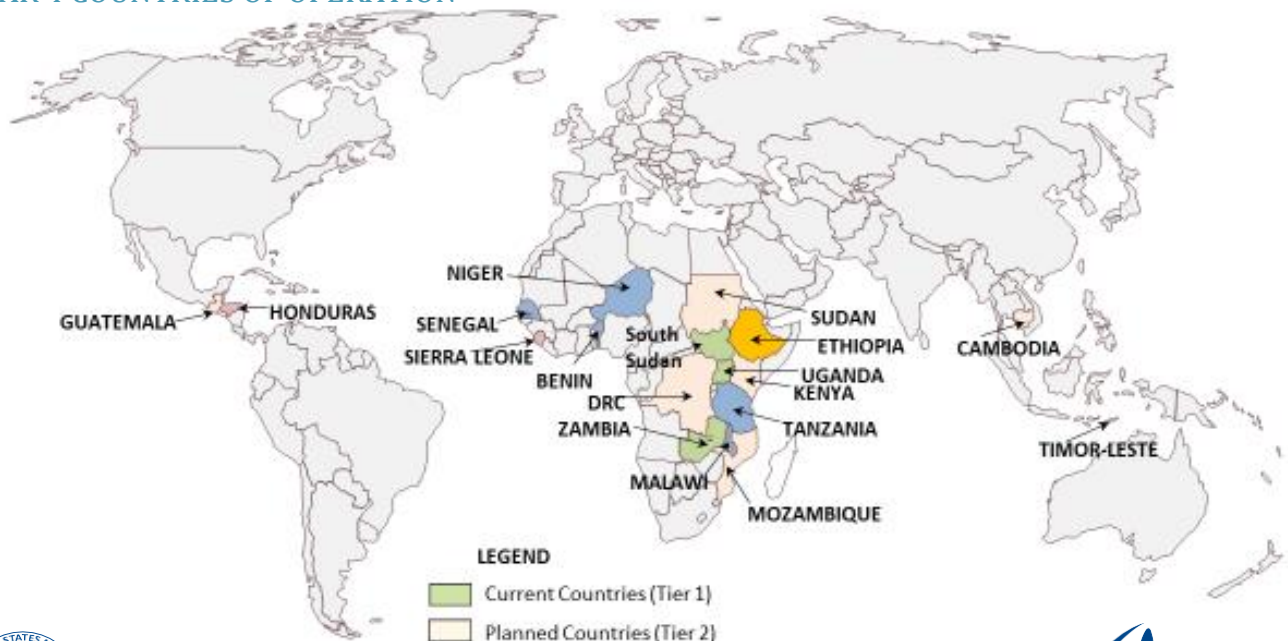 NIGER
GUATEMALA
HONDURAS
SENEGAL
SIERRA LEONE
BENIN
South
Sudan
SUDAN
ETHIOPIA
CAMBODIA
UGANDA
KENYA
DRC
ZAMBIA
TANZANIA
TIMOR-LESTE
MALAWI
MOZAMBIQUE
LEGEND
Current Countries (Tier 1)
Planned Countries (Tier 2)
STATES